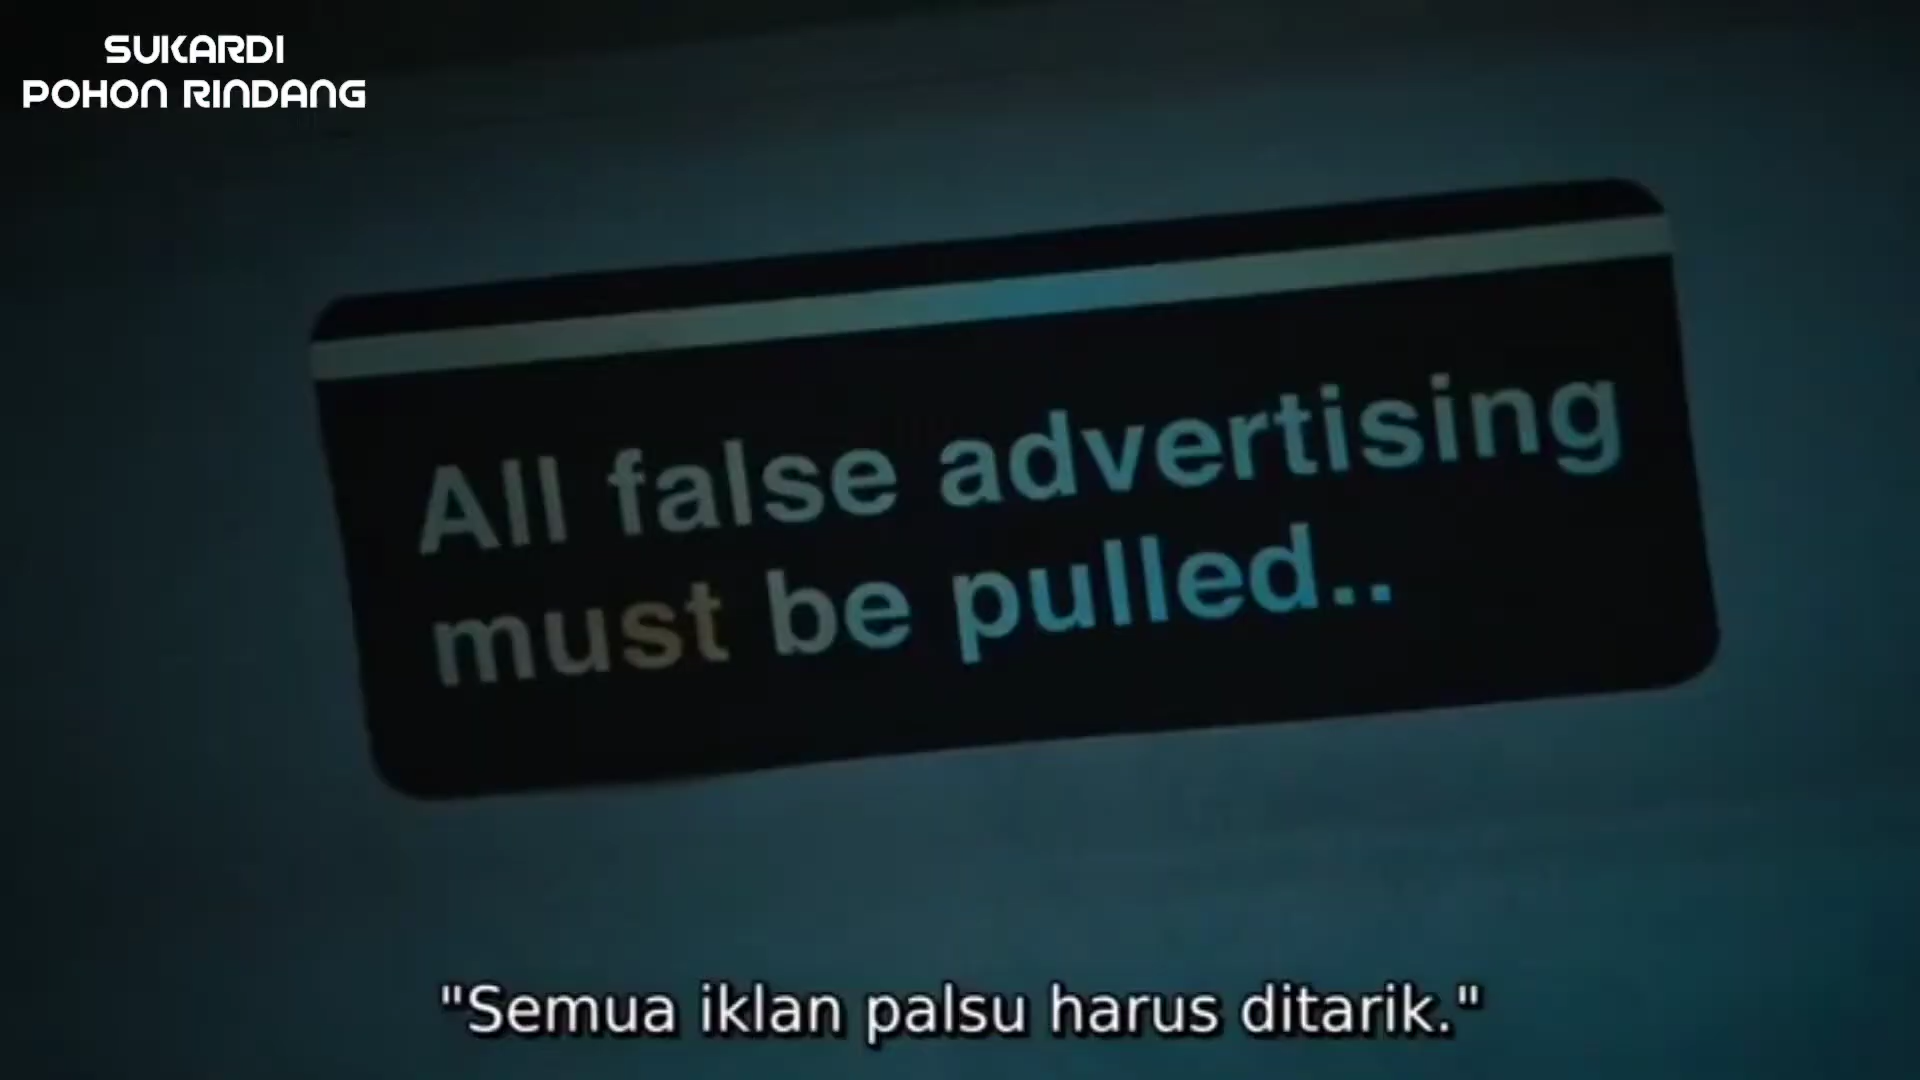 SUKARDI
POHON RINDANG
All false advertising
must be pulled..
"Semua iklan palsu harus ditarik."